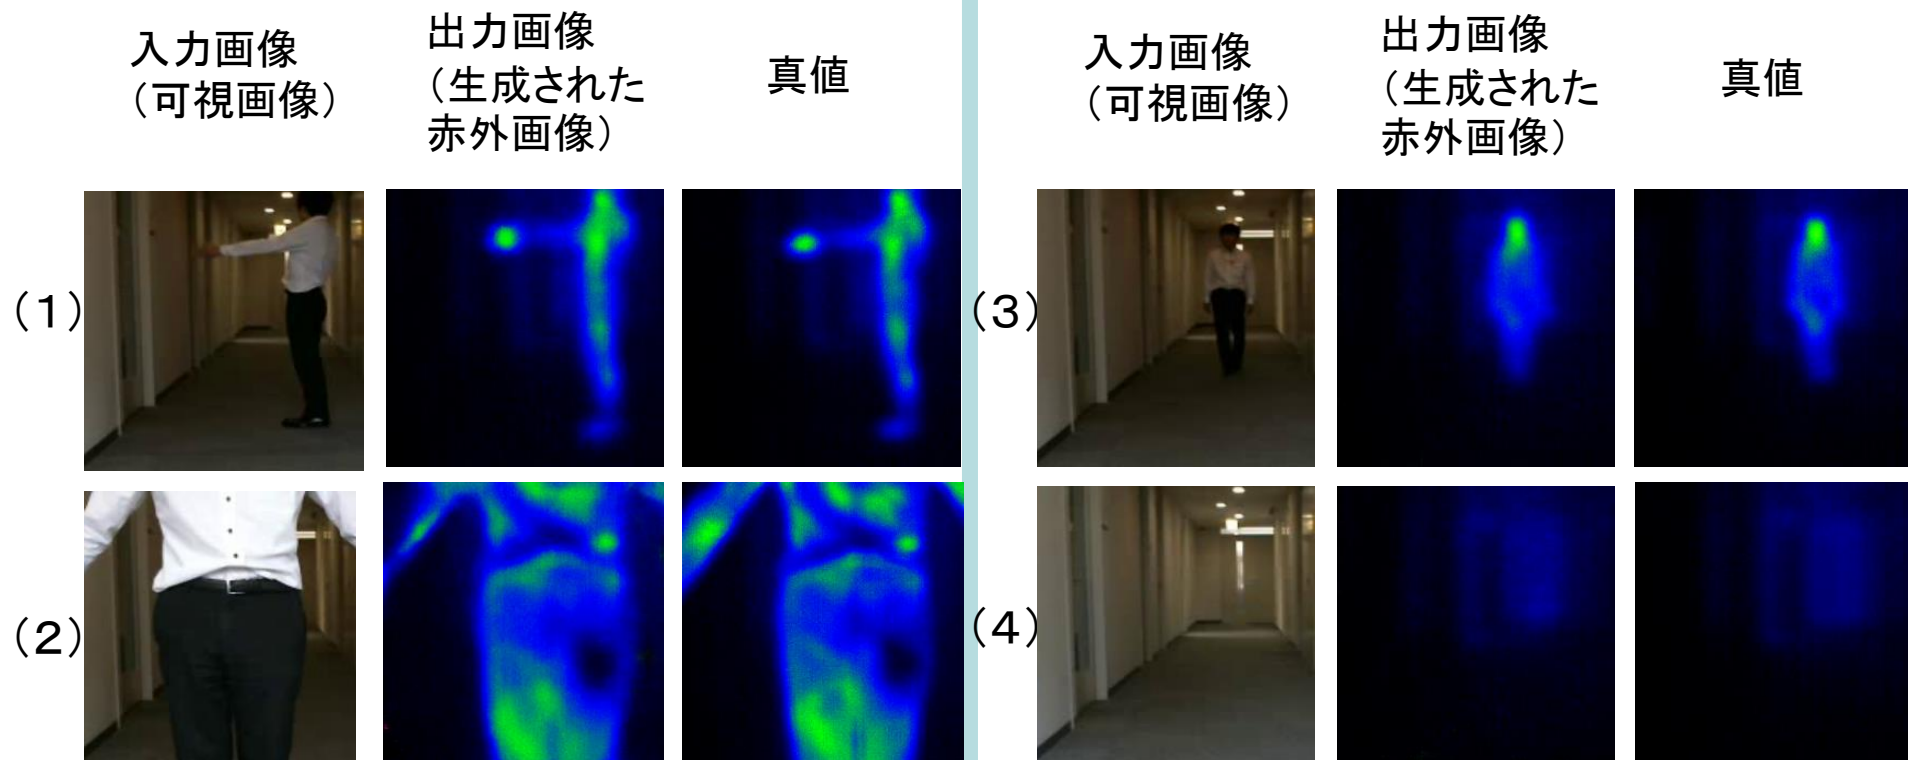 入力画像
（可視画像）
出力画像
（生成された
赤外画像）
真値
（1）
（2）
入力画像
（可視画像）
出力画像
（生成された
赤外画像）
真値
（3）
（4）